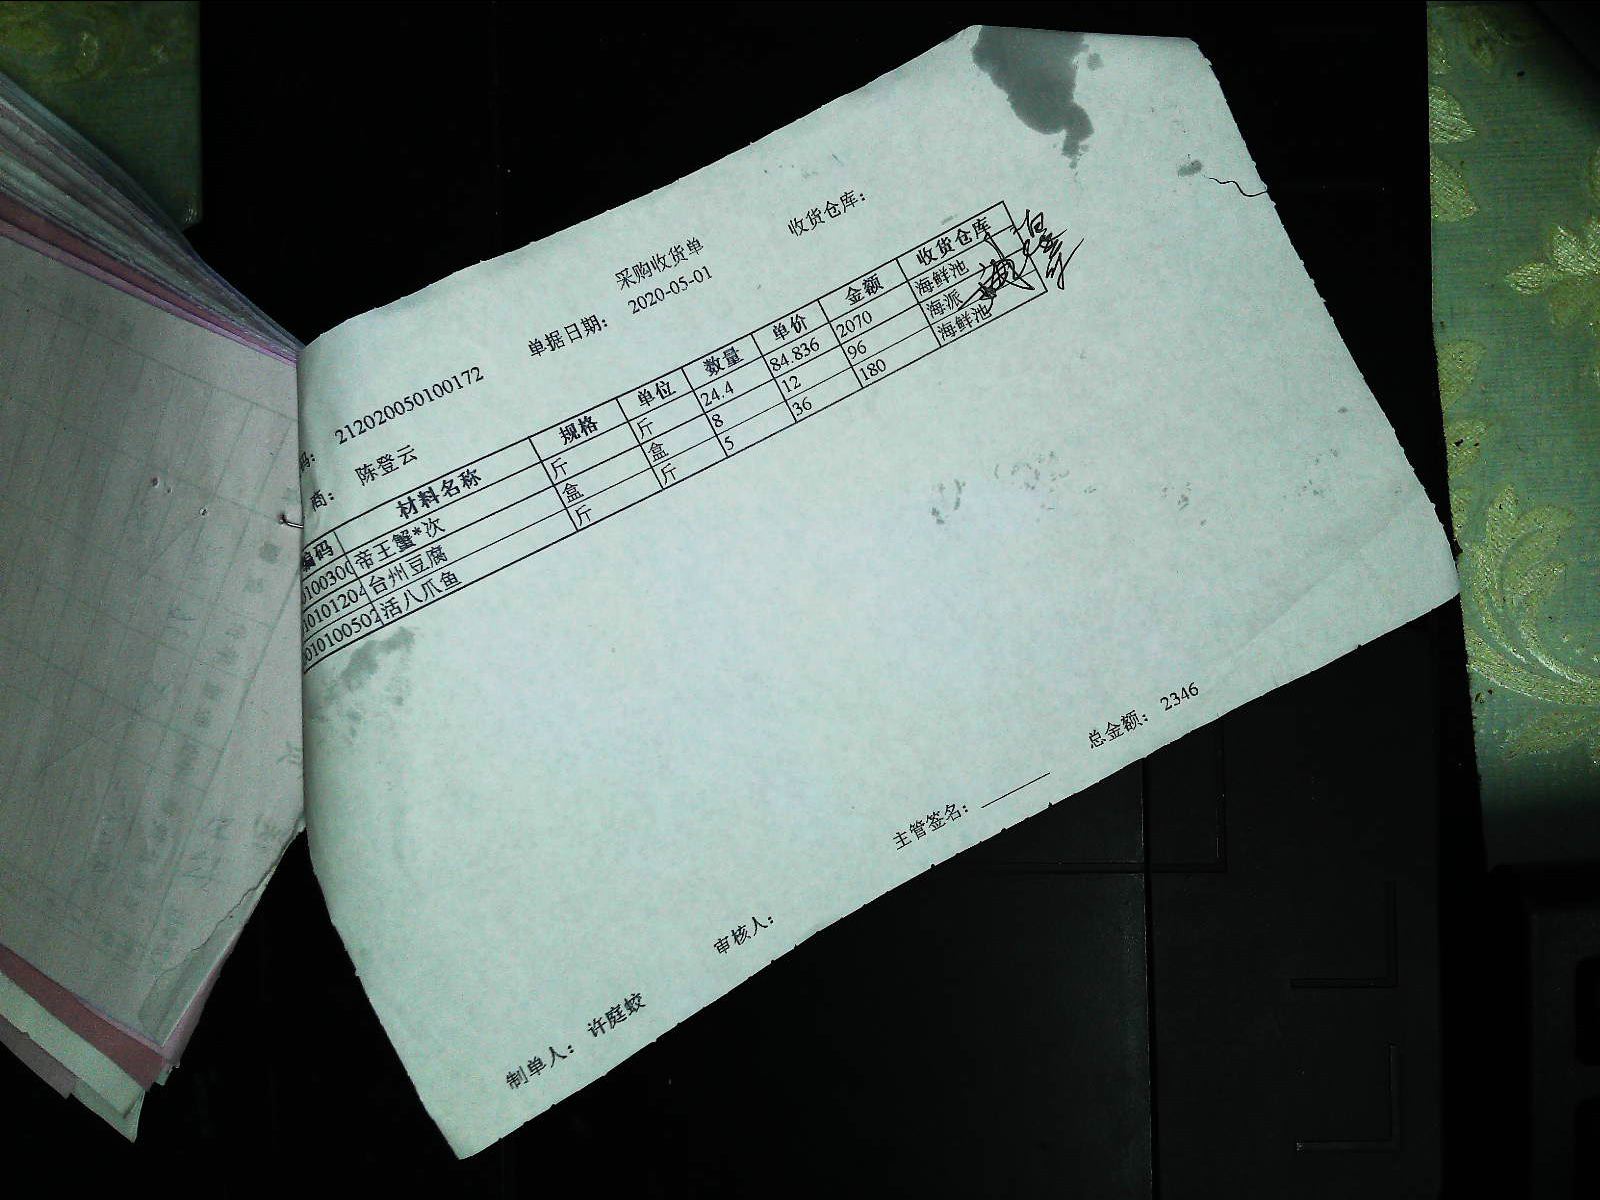 采购收货单
收货仓库：
212020050100172 单据日期： 2020-05-01
商： 陈登云
编码 材料名称 规格 单位 数量 单价 金额 收货仓库
帝王蟹*次 斤 斤 24.4 84.836 2070 海鲜池
台州豆腐 盒 盒 8 12 96 海派
活八爪鱼 斤 斤 5 36 180 海鲜池
制单人： 许庭蛟 审核人： 主管签名： 总金额： 2346